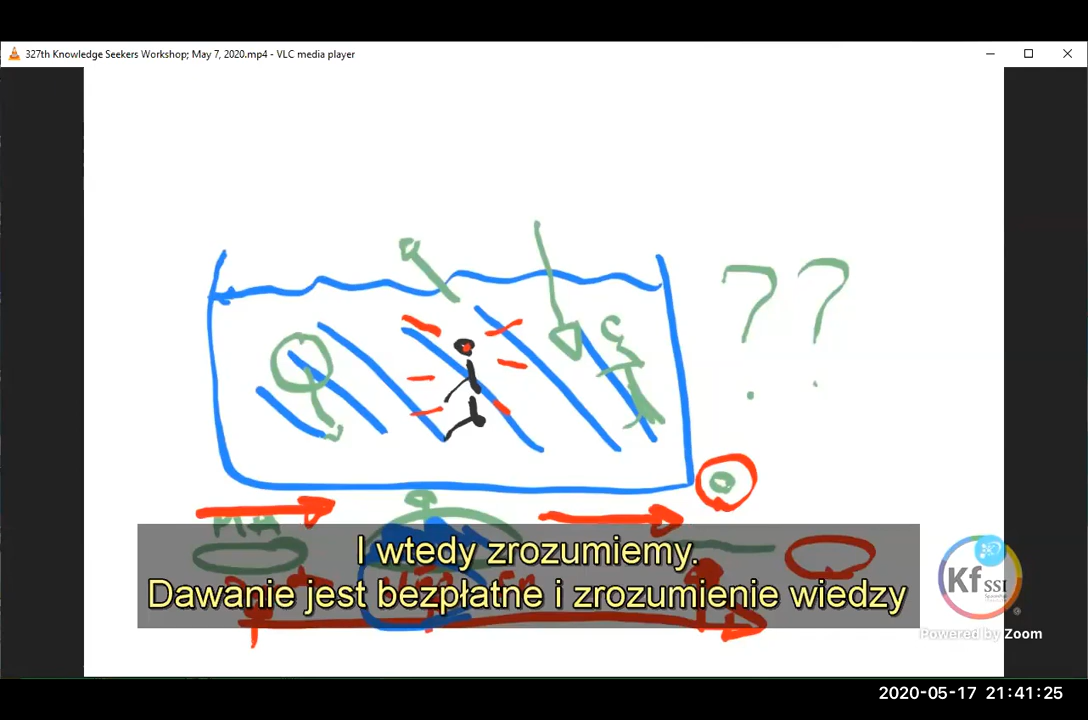 327th Knowledge Seekers Workshop; May 7, 2020.mp4 - VLC media player
? ?
I wtedy zrozumiemy.
Dawanie jest bezpłatne i zrozumienie wiedzy
Kf SSI
Powered by Zoom
2020-05-17 21:41:25